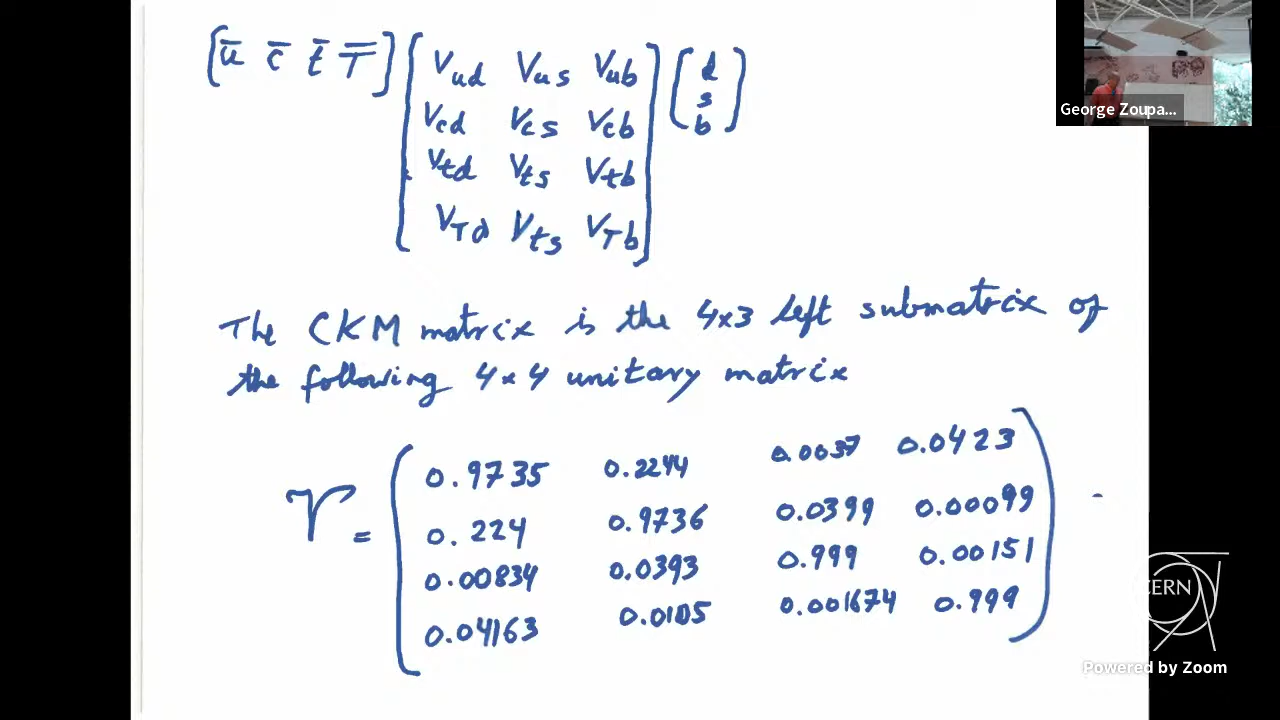 [ū c̄ t̄ T̄] [Vud Vus Vub] [d
Vcd Vcs Vcb s
Vtd Vts Vtb b]
VTd Vts VTb
The CKM matrix is the 4x3 left submatrix of
the following 4x4 unitary matrix
0.9735 0.2244 0.0037 0.0423
V = 0.224 0.9736 0.0399 0.00099
0.00834 0.0393 0.999 0.00151
0.04163 0.0105 0.001674 0.999
George Zoupa...
CERN
Powered by Zoom